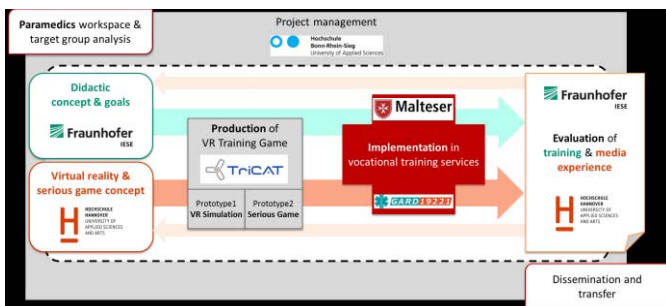 Paramedics workspace &
target group analysis
Project management
Hochschule
Bonn-Rhein-Sieg
University of Applied Sciences
Didactic
concept & goals
Fraunhofer
IESE
Virtual reality &
serious game concept
H
HOCHSCHULE
HANNOVER
UNIVERSITY OF
APPLIED SCIENCES
AND ARTS
Production of
VR Training Game
TriCAT
Prototype1
VR Simulation
Prototype2
Serious Game
Malteser
Implementation in
vocational training services
GARD19223
Fraunhofer
IESE
Evaluation of
training & media
experience
H
HOCHSCHULE
HANNOVER
UNIVERSITY OF
APPLIED SCIENCES
AND ARTS
Dissemination and
transfer